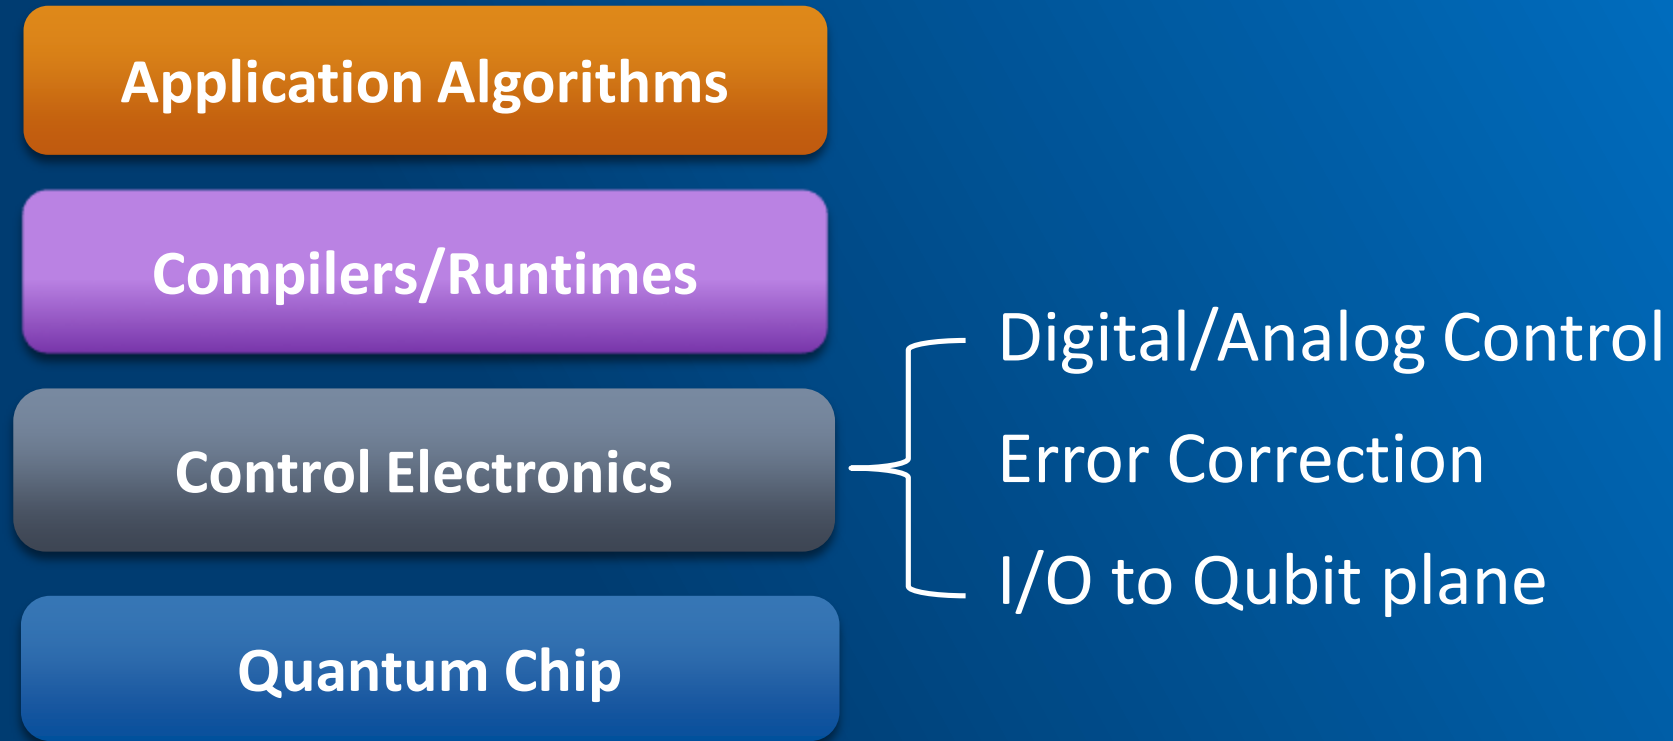 Application Algorithms
Compilers/Runtimes
Control Electronics
Digital/Analog Control
Error Correction
I/O to Qubit plane
Quantum Chip